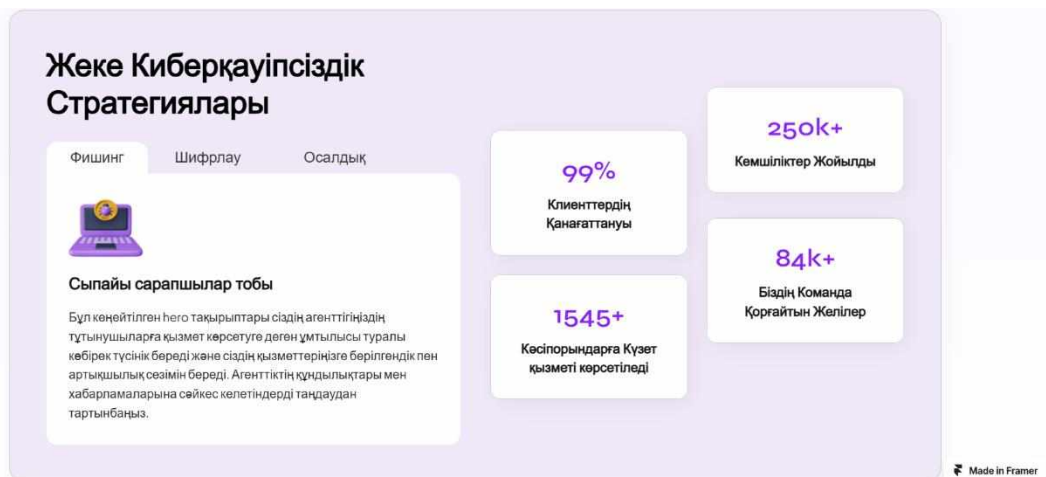 Жеке Киберқауіпсіздік
Стратегиялары
Фишинг
Шифрлау
Осалдық
Сыпайы сарапшылар тобы
Бұл кеңейтілген hero тақырыптары сіздің агенттігіңіздің
тұтынушыларға қызмет көрсетуге деген ұмтылысы туралы
көбірек түсінік береді және сіздің қызметтеріңізге берілгендік пен
артықшылық сезімін береді. Агенттіктің құндылықтары мен
хабарламаларына сәйкес келетіндерді таңдаудан
тартынбаңыз.
99%
Клиенттердің
Қанағаттануы
1545+
Кәсіпорындарға Күзет
қызметі көрсетіледі
250k+
Кемшіліктер Жойылды
84k+
Біздің Команда
Қорғайтын Желілер
Made in Framer